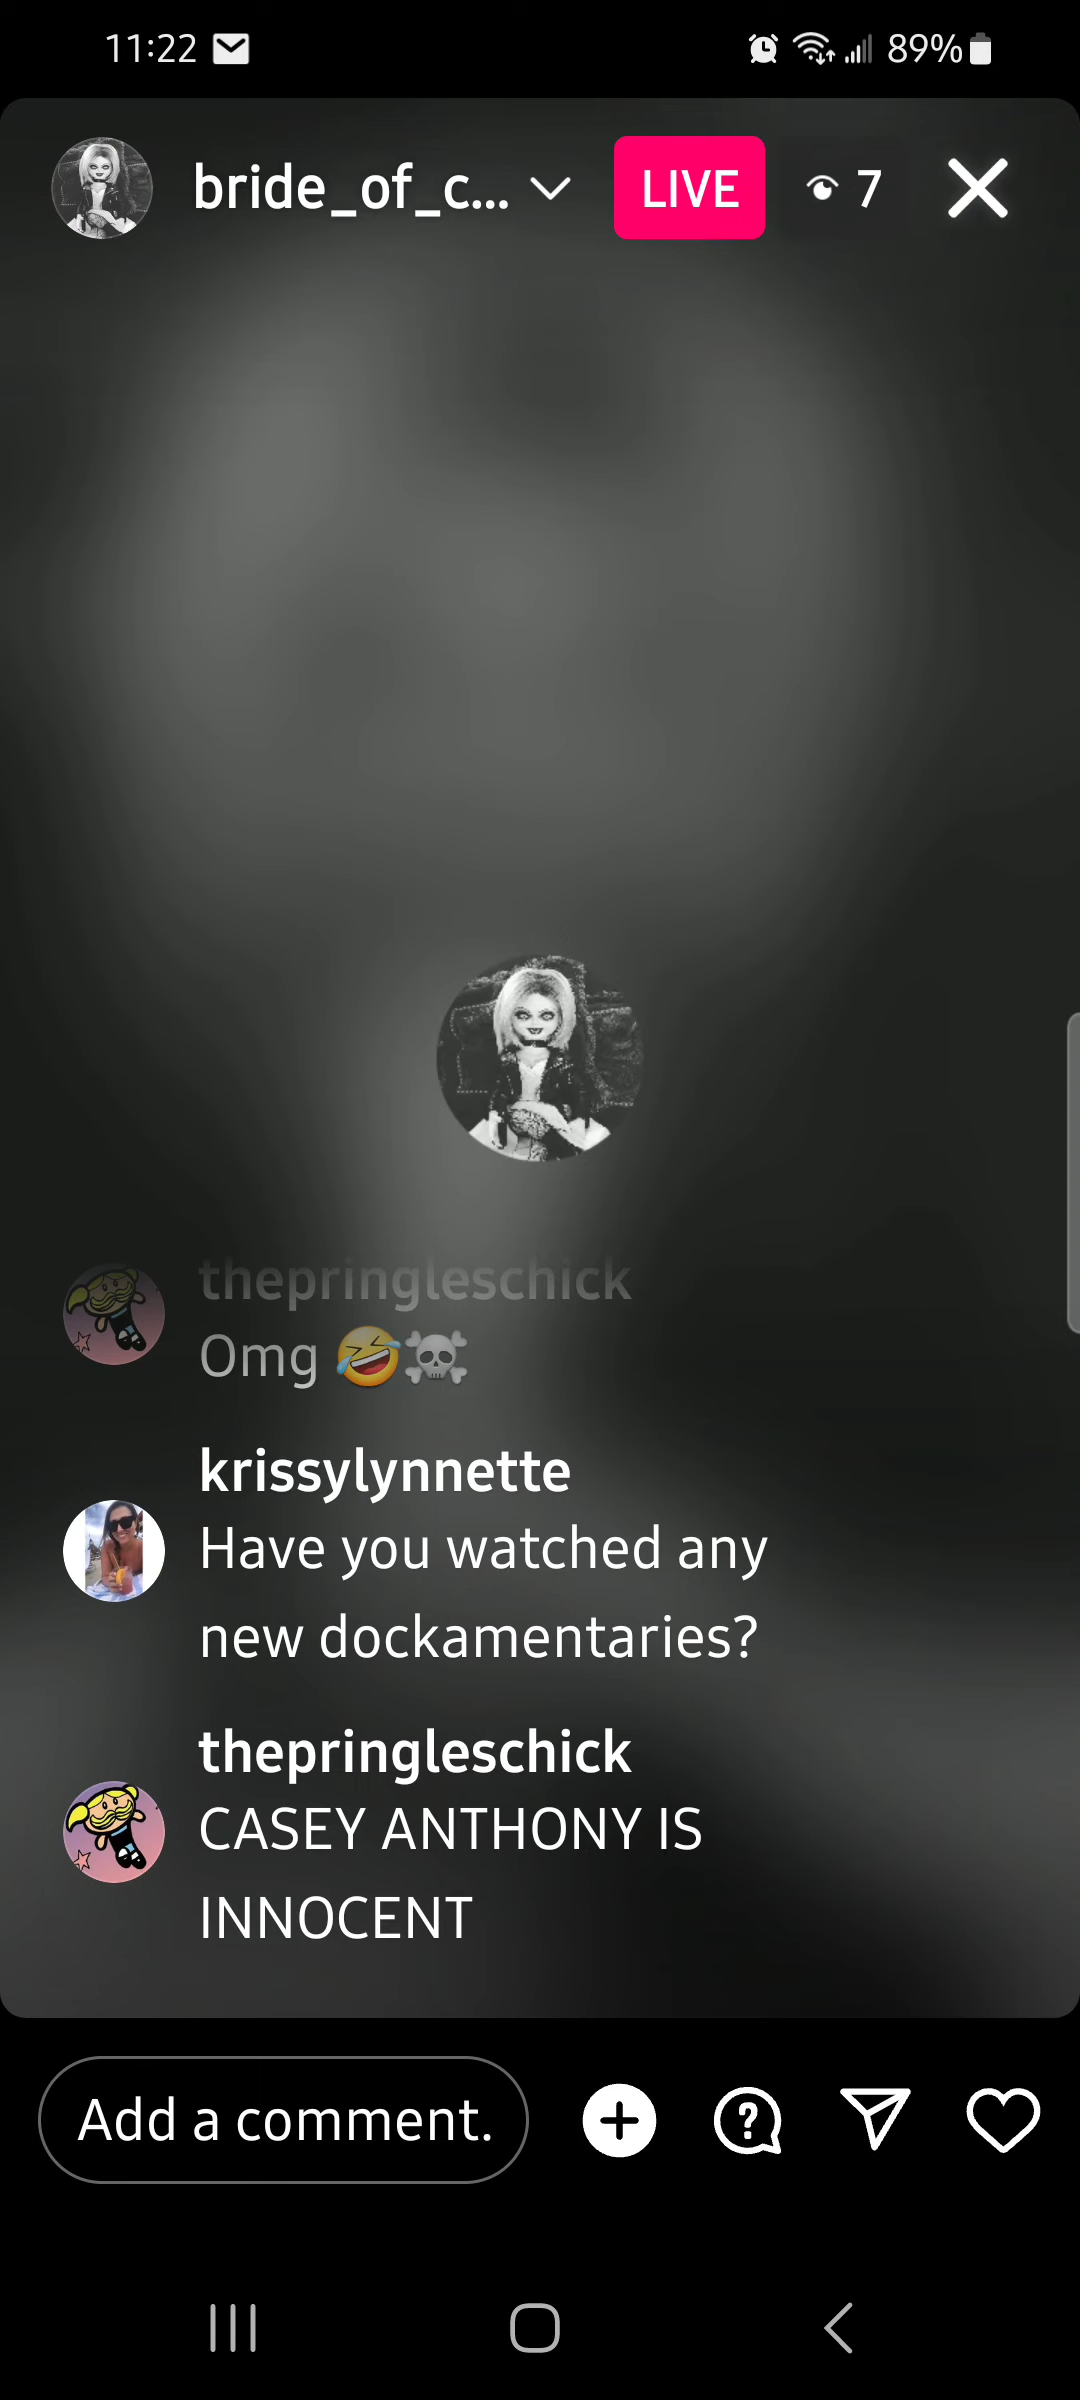 11:22
89%
bride_of_c...
LIVE
7
thepringleschick
Omg 🤣☠️
krissylynnette
Have you watched any
new dockamentaries?
thepringleschick
CASEY ANTHONY IS
INNOCENT
Add a comment.